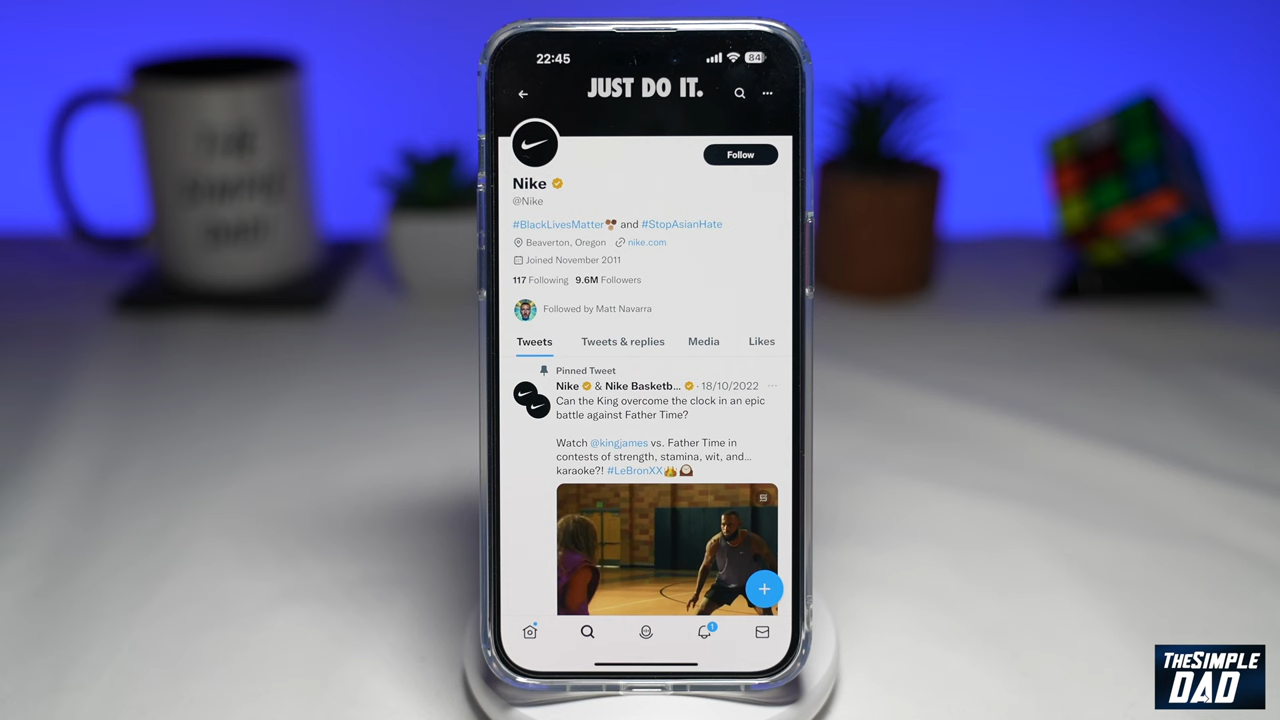 22:45
84
JUST DO IT.
Follow
Nike
@Nike
#BlackLivesMatter and #StopAsianHate
Beaverton, Oregon nike.com
Joined November 2011
117 Following 9.6M Followers
Followed by Matt Navarra
Tweets Tweets & replies Media Likes
Pinned Tweet
Nike & Nike Basketb... · 18/10/2022 ...
Can the King overcome the clock in an epic
battle against Father Time?
Watch @kingjames vs. Father Time in
contests of strength, stamina, wit, and...
karaoke?! #LeBronXX
1
THE SIMPLE
DAD